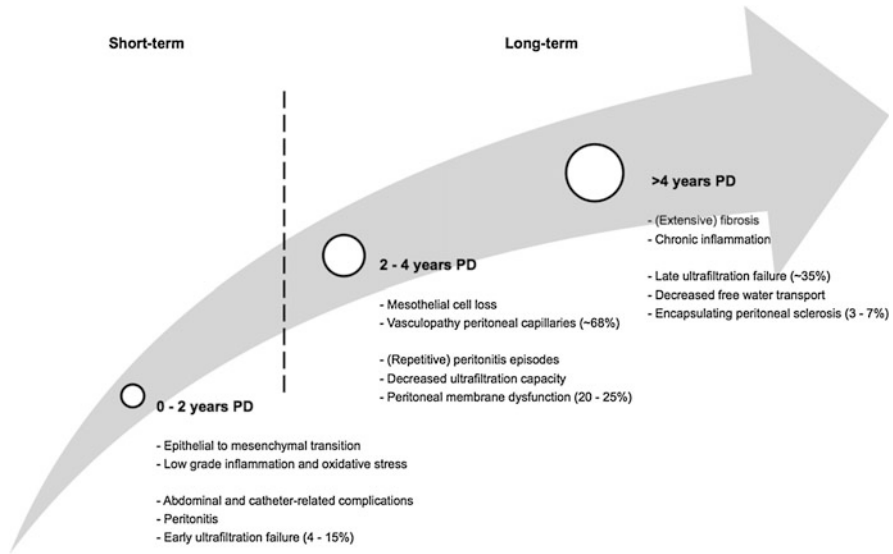 Short-term
Long-term
0 - 2 years PD
- Epithelial to mesenchymal transition
- Low grade inflammation and oxidative stress
- Abdominal and catheter-related complications
- Peritonitis
- Early ultrafiltration failure (4 - 15%)
2 - 4 years PD
- Mesothelial cell loss
- Vasculopathy peritoneal capillaries (~68%)
- (Repetitive) peritonitis episodes
- Decreased ultrafiltration capacity
- Peritoneal membrane dysfunction (20 - 25%)
>4 years PD
- (Extensive) fibrosis
- Chronic inflammation
- Late ultrafiltration failure (~35%)
- Decreased free water transport
- Encapsulating peritoneal sclerosis (3 - 7%)